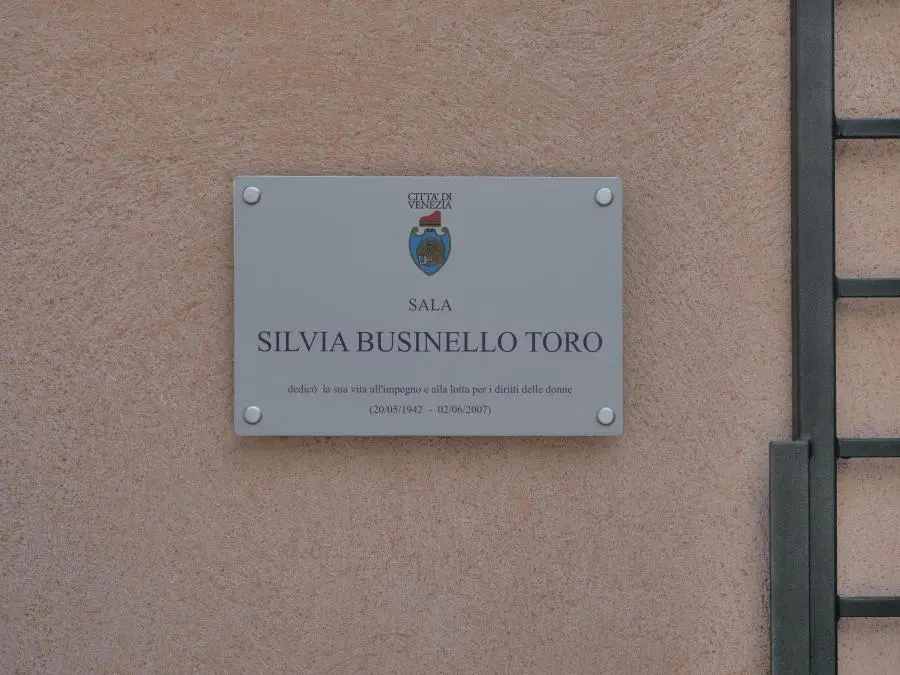 CITTA' DI
VENEZIA
SALA
SILVIA BUSINELLO TORO
dedicò la sua vita all'impegno e alla lotta per i diritti delle donne
(20/05/1942 - 02/06/2007)